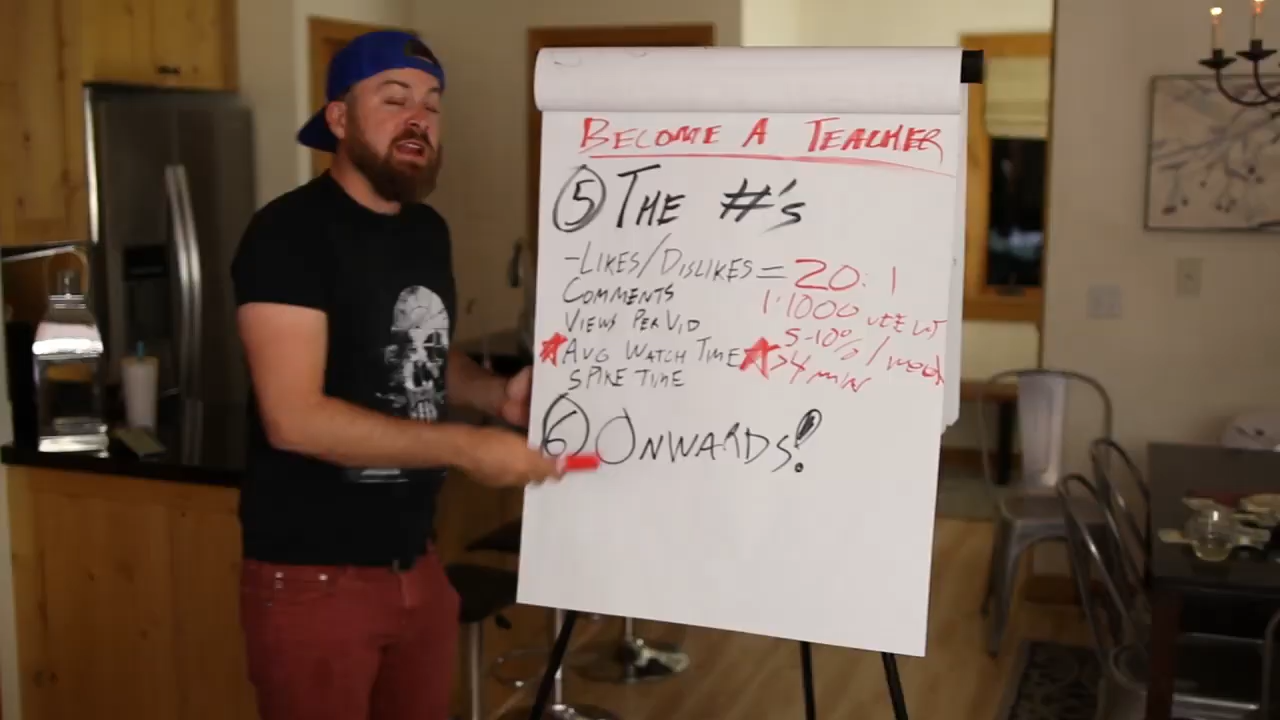 BECOME A TEACHER
5 THE #'s
-LIKES/DISLIKES = 20:1
COMMENTS 1:1000
VIEWS PER VID 5-10%
AVG WATCH TIME >4 min
SPIKE TIME
6 ONWARDS!